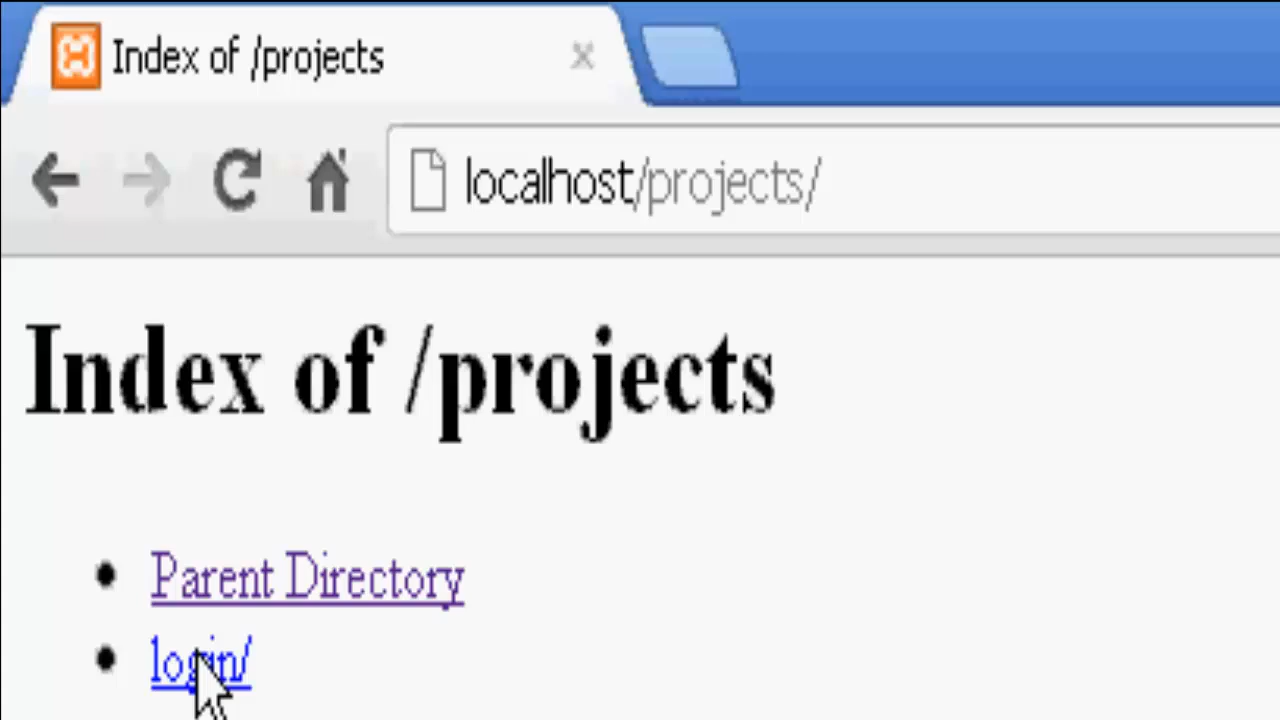 Index of /projects
localhost/projects/
Index of /projects
Parent Directory
login/